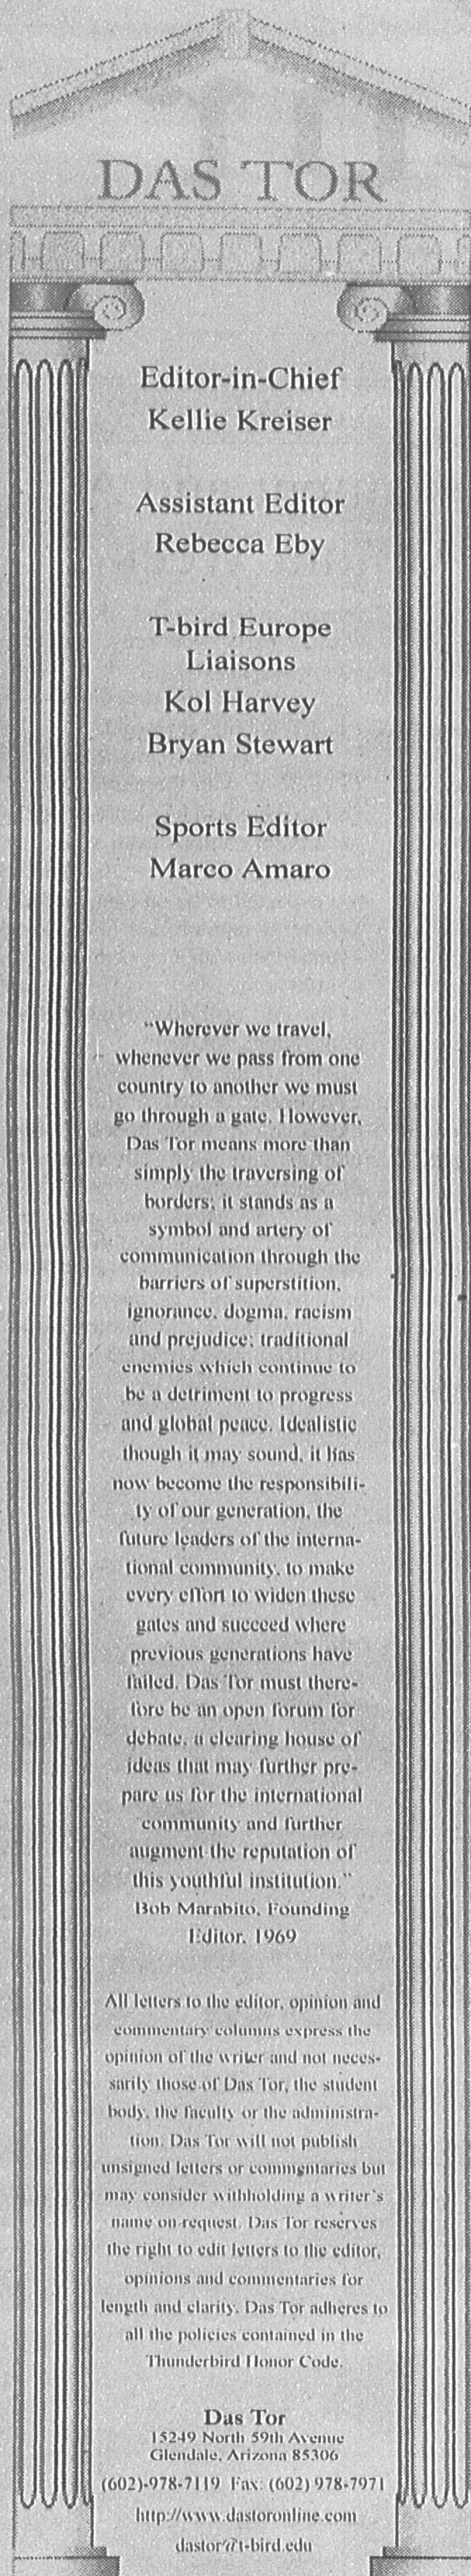 DAS TOR
Editor-in-Chief
Kellie Kreiser
Assistant Editor
Rebecca Eby
T-bird Europe
Liaisons
Kol Harvey
Bryan Stewart
Sports Editor
Marco Amaro
"Wherever we travel,
whenever we pass from one
country to another we must
go through a gate. However,
Das Tor means more than
simply the traversing of
borders; it stands as a
symbol and artery of
communication through the
barriers of superstition,
ignorance, dogma, racism
and prejudice; traditional
enemies which continue to
be a detriment to progress
and global peace. Idealistic
though it may sound, it has
now become the responsibili-
ty of our generation, the
future leaders of the interna-
tional community, to make
every effort to widen these
gates and succeed where
previous generations have
failed. Das Tor must there-
fore be an open forum for
debate, a clearing house of
ideas that may further pre-
pare us for the international
community and further
augment the reputation of
this youthful institution."
Bob Marabito, Founding
Editor, 1969
All letters to the editor, opinion and
commentary columns express the
opinion of the writer and not neces-
sarily those of Das Tor, the student
body, the faculty or the administra-
tion. Das Tor will not publish
unsigned letters or commentaries but
may consider withholding a writer's
name on request. Das Tor reserves
the right to edit letters to the editor,
opinions and commentaries for
length and clarity. Das Tor adheres to
all the policies contained in the
Thunderbird Honor Code.
Das Tor
15249 North 59th Avenue
Glendale, Arizona 85306
(602)-978-7119 Fax: (602) 978-7971
http://www.dastoronline.com
dastor@t-bird.edu